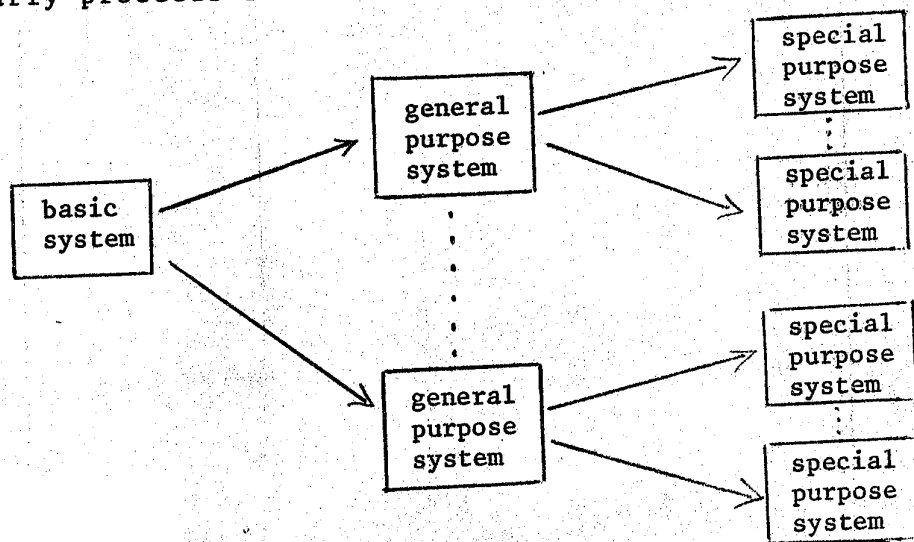 process
basic
system
general
purpose
system
general
purpose
system
special
purpose
system
special
purpose
system
special
purpose
system
special
purpose
system